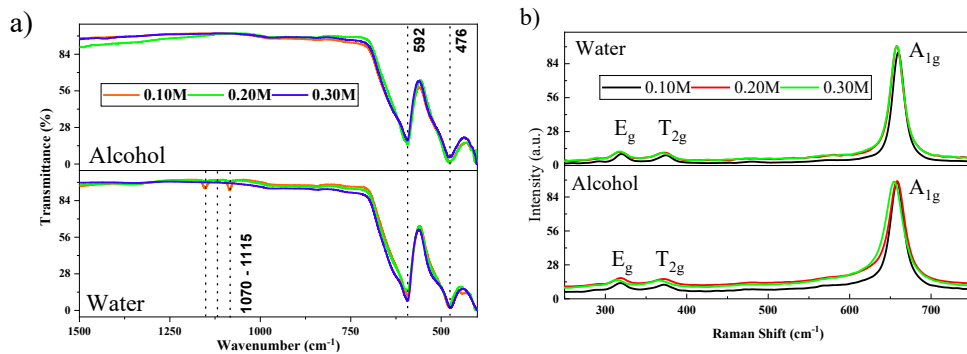 a)
Transmittance (%)
84
56
28
0
592
476
0.10M 0.20M 0.30M
Alcohol
84
56
28
0
1070 - 1115
Water
1500 1250 1000 750 500
Wavenumber (cm-1)
b)
Intensity (a.u.)
84
56
28
0
Water
A1g
0.10M 0.20M 0.30M
Eg T2g
84
56
28
0
Alcohol
A1g
Eg T2g
300 400 500 600 700
Raman Shift (cm-1)